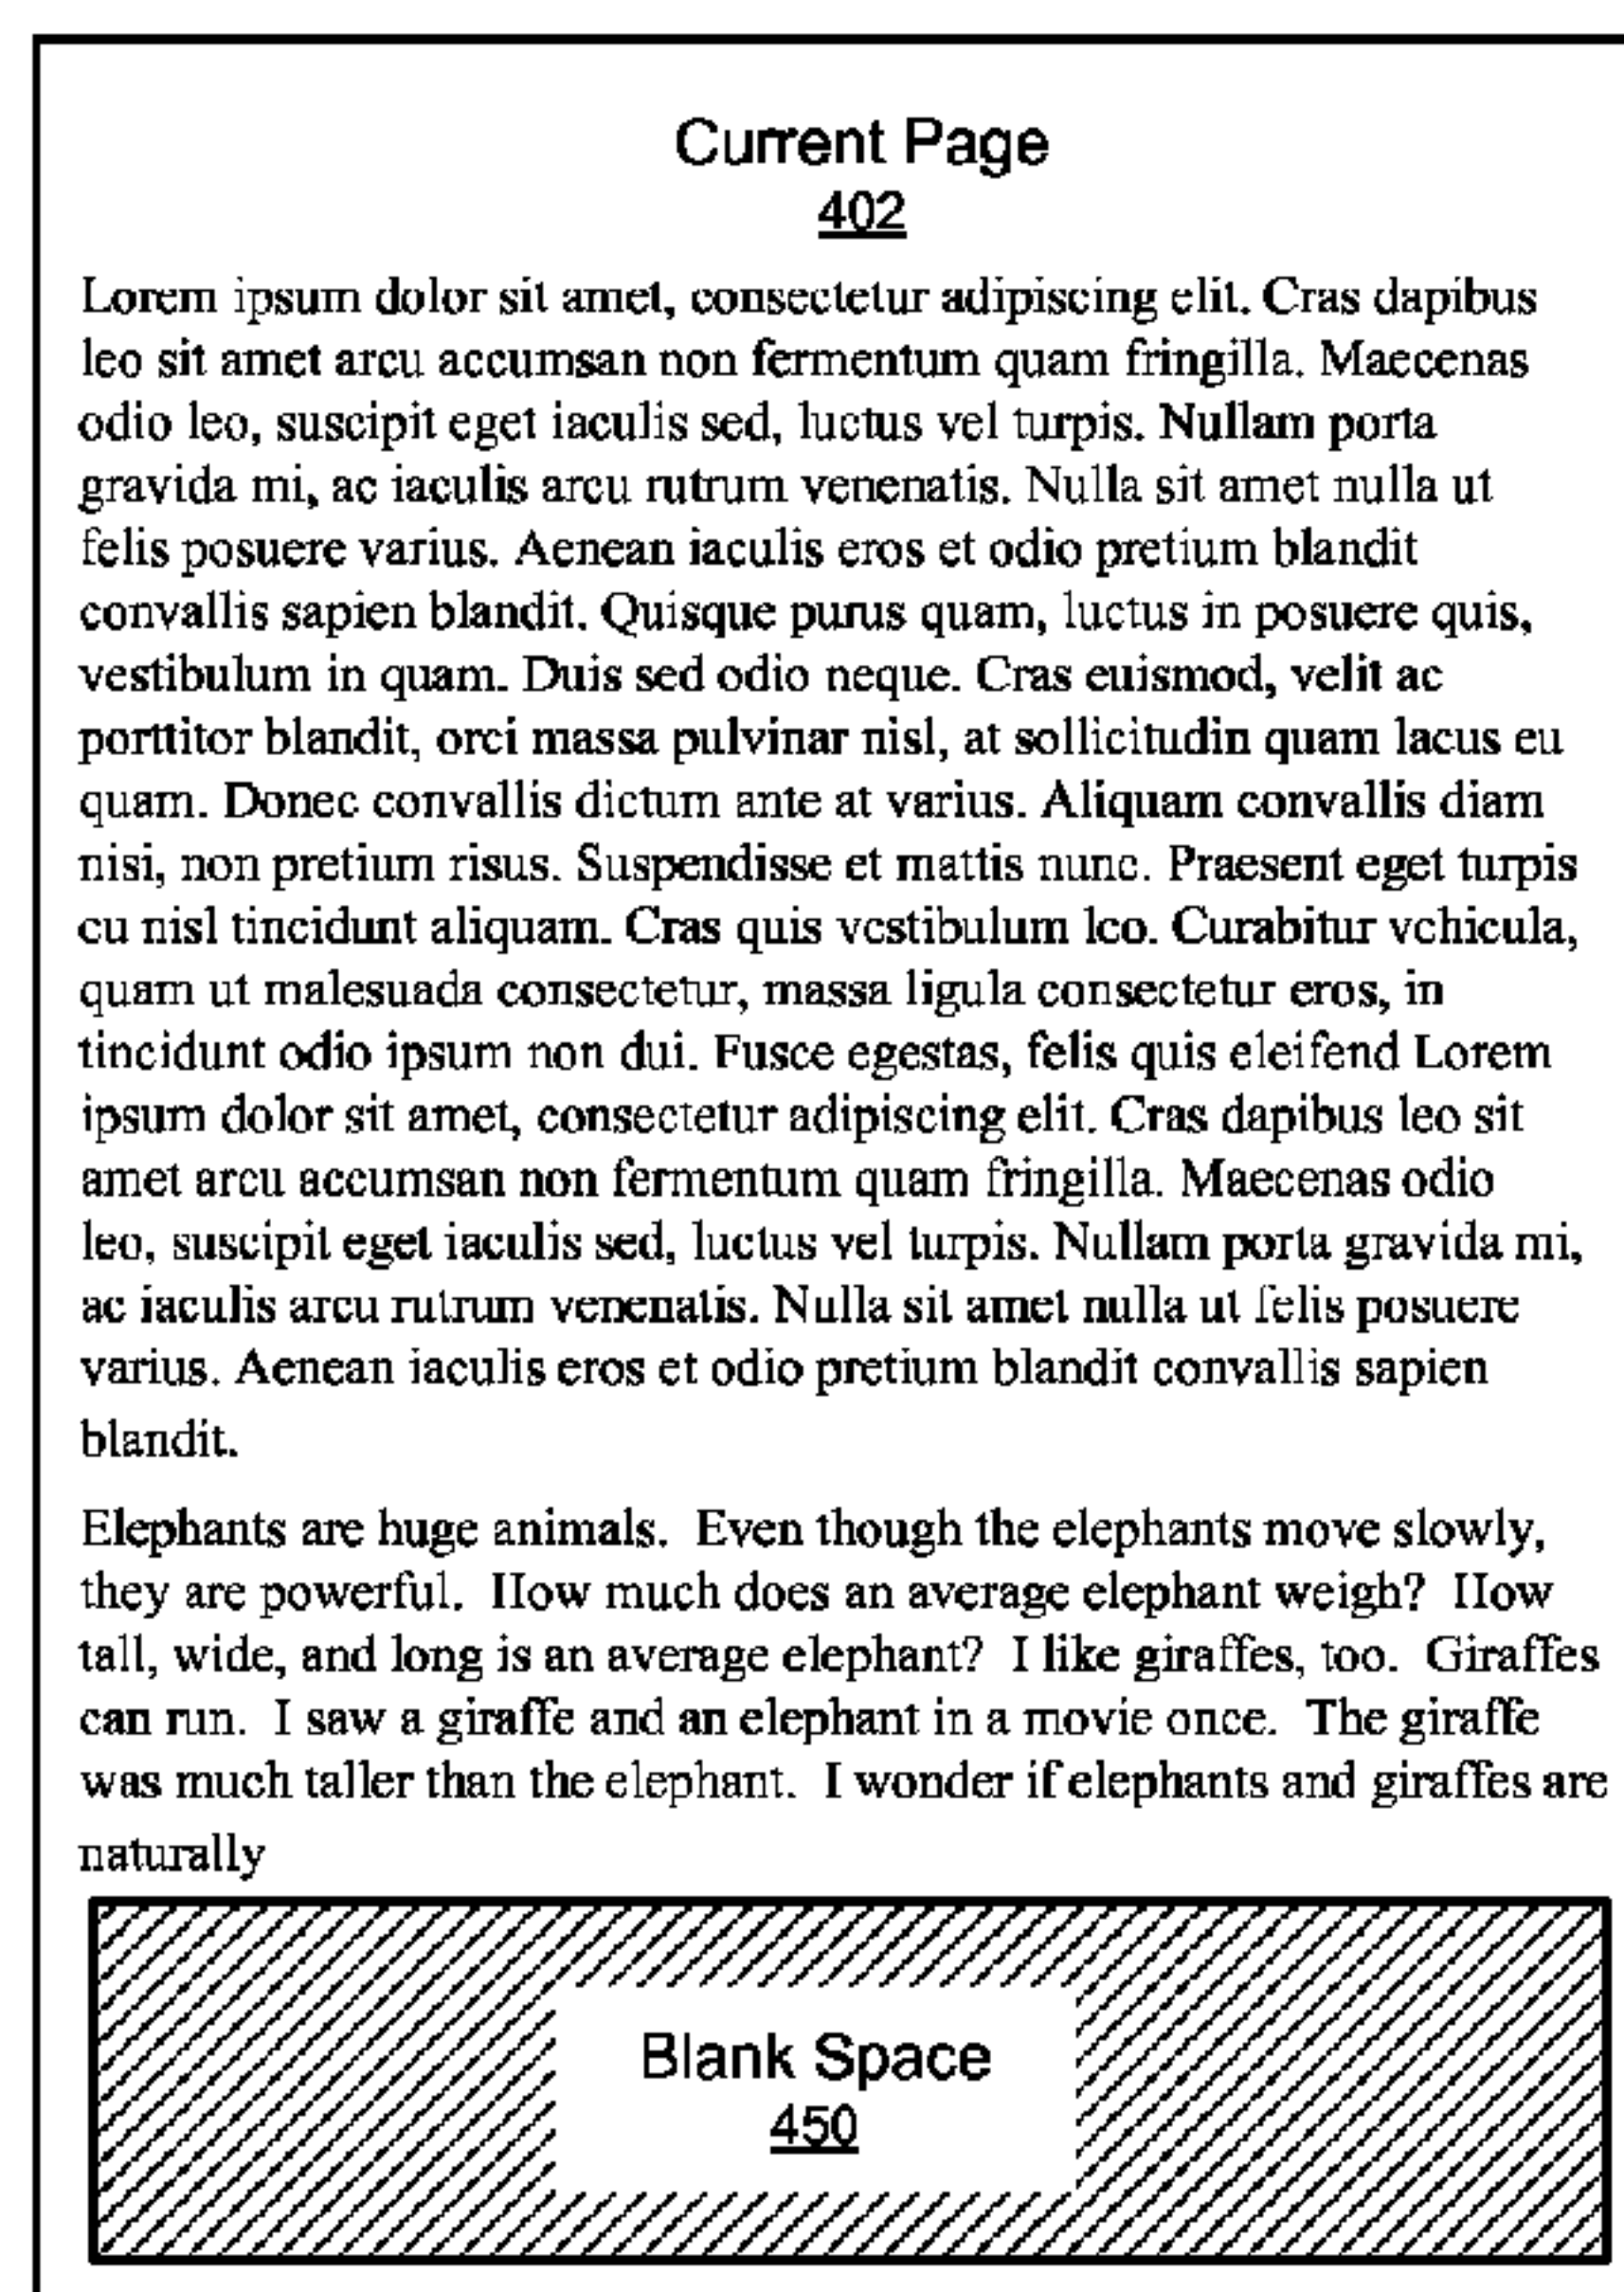 Current Page
402
Lorem ipsum dolor sit amet, consectetur adipiscing elit. Cras dapibus
leo sit amet arcu accumsan non fermentum quam fringilla. Maecenas
odio leo, suscipit eget iaculis sed, luctus vel turpis. Nullam porta
gravida mi, ac iaculis arcu rutrum venenatis. Nulla sit amet nulla ut
felis posuere varius. Aenean iaculis eros et odio pretium blandit
convallis sapien blandit. Quisque purus quam, luctus in posuere quis,
vestibulum in quam. Duis sed odio neque. Cras euismod, velit ac
porttitor blandit, orci massa pulvinar nisl, at sollicitudin quam lacus eu
quam. Donec convallis dictum ante at varius. Aliquam convallis diam
nisi, non pretium risus. Suspendisse et mattis nunc. Praesent eget turpis
eu nisl tincidunt aliquam. Cras quis vestibulum leo. Curabitur vehicula,
quam ut malesuada consectetur, massa ligula consectetur eros, in
tincidunt odio ipsum non dui. Fusce egestas, felis quis eleifend Lorem
ipsum dolor sit amet, consectetur adipiscing elit. Cras dapibus leo sit
amet arcu accumsan non fermentum quam fringilla. Maecenas odio
leo, suscipit eget iaculis sed, luctus vel turpis. Nullam porta gravida mi,
ac iaculis arcu rutrum venenatis. Nulla sit amet nulla ut felis posuere
varius. Aenean iaculis eros et odio pretium blandit convallis sapien
blandit.
Elephants are huge animals.  Even though the elephants move slowly,
they are powerful.  How much does an average elephant weigh?  How
tall, wide, and long is an average elephant?  I like giraffes, too.  Giraffes
can run.  I saw a giraffe and an elephant in a movie once.  The giraffe
was much taller than the elephant.  I wonder if elephants and giraffes are
naturally
Blank Space
450